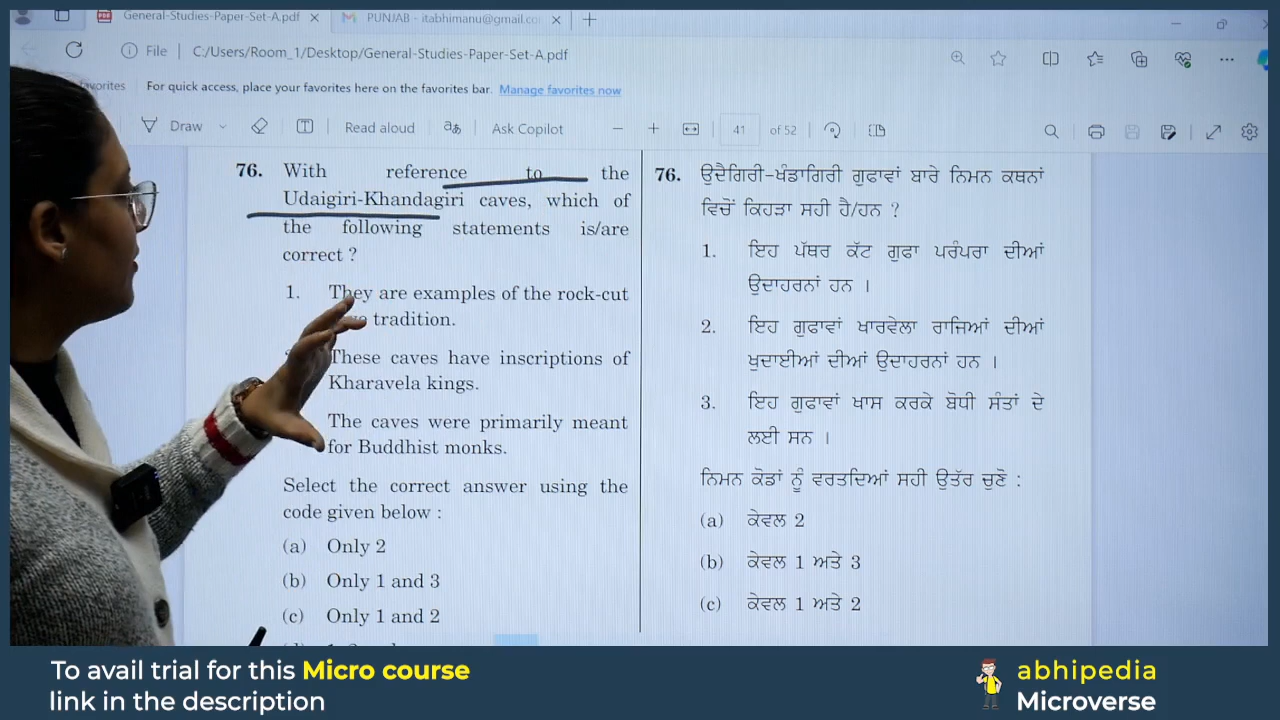 General-Studies-Paper-Set-A.pdf
PUNJAB - itabhimanu@gmail.co
File C:/Users/Room_1/Desktop/General-Studies-Paper-Set-A.pdf
favorites For quick access, place your favorites here on the favorites bar. Manage favorites now
Draw Read aloud Ask Copilot 41 of 52
76. With reference to the
Udaigiri-Khandagiri caves, which of
the following statements is/are
correct ?
1. They are examples of the rock-cut
tradition.
These caves have inscriptions of
Kharavela kings.
The caves were primarily meant
for Buddhist monks.
Select the correct answer using the
code given below :
(a) Only 2
(b) Only 1 and 3
(c) Only 1 and 2
76. ਉਦੈਗਿਰੀ-ਖੰਡਾਗਿਰੀ ਗੁਫਾਵਾਂ ਬਾਰੇ ਨਿਮਨ ਕਥਨਾਂ
ਵਿਚੋਂ ਕਿਹੜਾ ਸਹੀ ਹੈ/ਹਨ ?
1. ਇਹ ਪੱਥਰ ਕੱਟ ਗੁਫਾ ਪਰੰਪਰਾ ਦੀਆਂ
ਉਦਾਹਰਨਾਂ ਹਨ ।
2. ਇਹ ਗੁਫਾਵਾਂ ਖਾਰਵੇਲਾ ਰਾਜਿਆਂ ਦੀਆਂ
ਖੁਦਾਈਆਂ ਦੀਆਂ ਉਦਾਹਰਨਾਂ ਹਨ ।
3. ਇਹ ਗੁਫਾਵਾਂ ਖਾਸ ਕਰਕੇ ਬੋਧੀ ਸੰਤਾਂ ਦੇ
ਲਈ ਸਨ ।
ਨਿਮਨ ਕੋਡਾਂ ਨੂੰ ਵਰਤਦਿਆਂ ਸਹੀ ਉਤੱਰ ਚੁਣੋ :
(a) ਕੇਵਲ 2
(b) ਕੇਵਲ 1 ਅਤੇ 3
(c) ਕੇਵਲ 1 ਅਤੇ 2
To avail trial for this Micro course
link in the description
abhipedia
Microverse